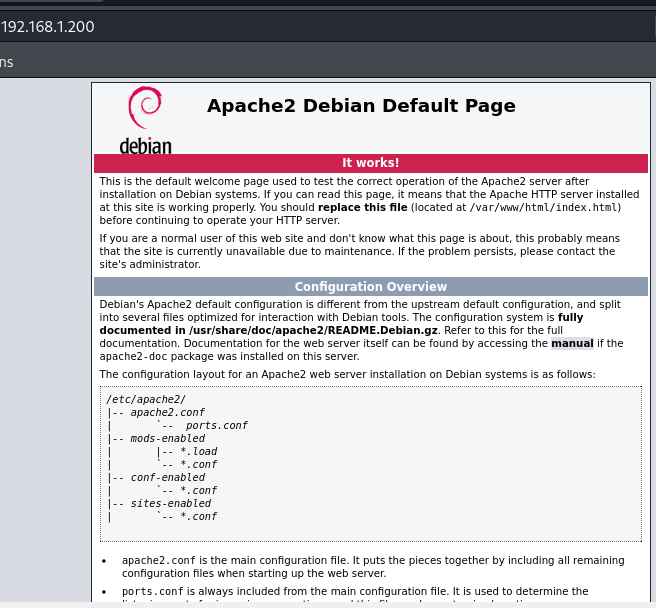 192.168.1.200
ns
debian
Apache2 Debian Default Page
It works!
This is the default welcome page used to test the correct operation of the Apache2 server after
installation on Debian systems. If you can read this page, it means that the Apache HTTP server installed
at this site is working properly. You should replace this file (located at /var/www/html/index.html)
before continuing to operate your HTTP server.
If you are a normal user of this web site and don't know what this page is about, this probably means
that the site is currently unavailable due to maintenance. If the problem persists, please contact the
site's administrator.
Configuration Overview
Debian's Apache2 default configuration is different from the upstream default configuration, and split
into several files optimized for interaction with Debian tools. The configuration system is fully
documented in /usr/share/doc/apache2/README.Debian.gz. Refer to this for the full
documentation. Documentation for the web server itself can be found by accessing the manual if the
apache2-doc package was installed on this server.
The configuration layout for an Apache2 web server installation on Debian systems is as follows:
/etc/apache2/
|-- apache2.conf
|       `--  ports.conf
|-- mods-enabled
|       |-- *.load
|       `-- *.conf
|-- conf-enabled
|       `-- *.conf
|-- sites-enabled
|       `-- *.conf
• apache2.conf is the main configuration file. It puts the pieces together by including all remaining
configuration files when starting up the web server.
• ports.conf is always included from the main configuration file. It is used to determine the